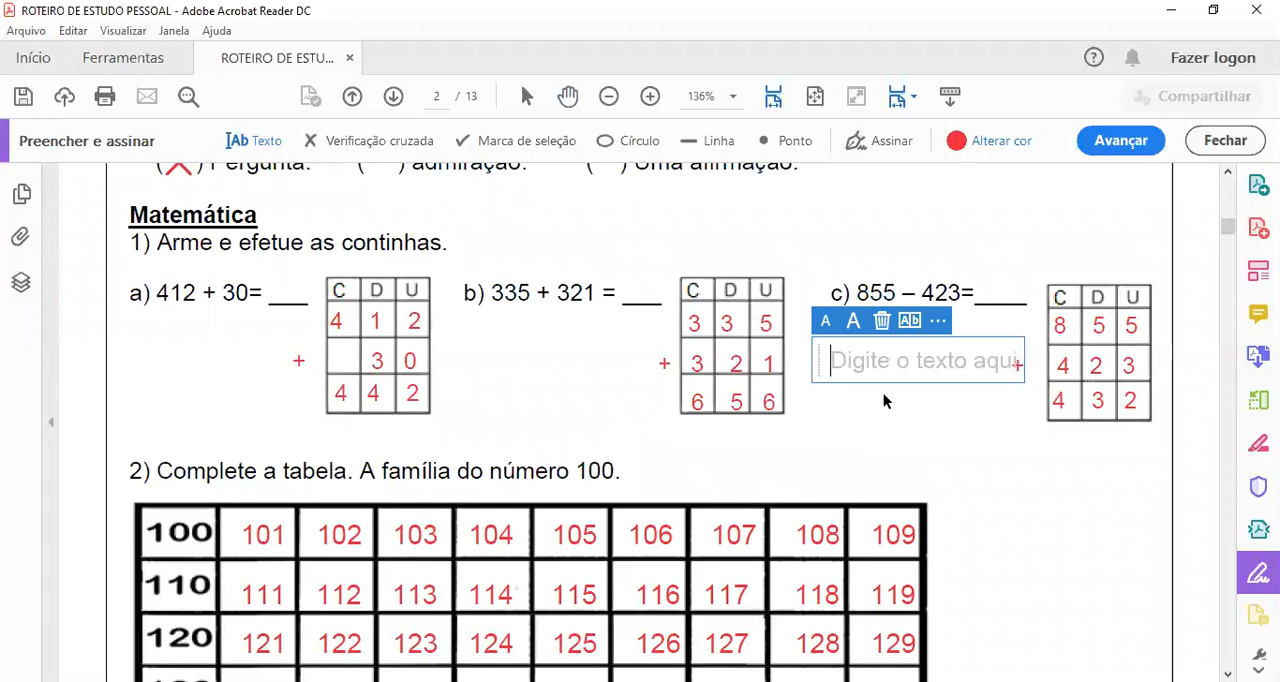 ROTEIRO DE ESTUDO PESSOAL - Adobe Acrobat Reader DC
Arquivo Editar Visualizar Janela Ajuda
Início Ferramentas ROTEIRO DE ESTU... × ? Fazer logon
2 / 13 136% Compartilhar
Preencher e assinar Ab Texto Verificação cruzada Marca de seleção Círculo Linha Ponto Assinar Alterar cor Avançar Fechar
( X ) Pergunta. ( ) admiração. ( ) Uma afirmação.
Matemática
1) Arme e efetue as continhas.
a) 412 + 30= ___ b) 335 + 321 = ___ c) 855 – 423=____
C D U C D U C D U
4 1 2 3 3 5 8 5 5
+ 3 0 + 3 2 1 + 4 2 3
4 4 2 6 5 6 4 3 2
A A Ab ...
Digite o texto aqui
2) Complete a tabela. A família do número 100.
100 101 102 103 104 105 106 107 108 109
110 111 112 113 114 115 116 117 118 119
120 121 122 123 124 125 126 127 128 129